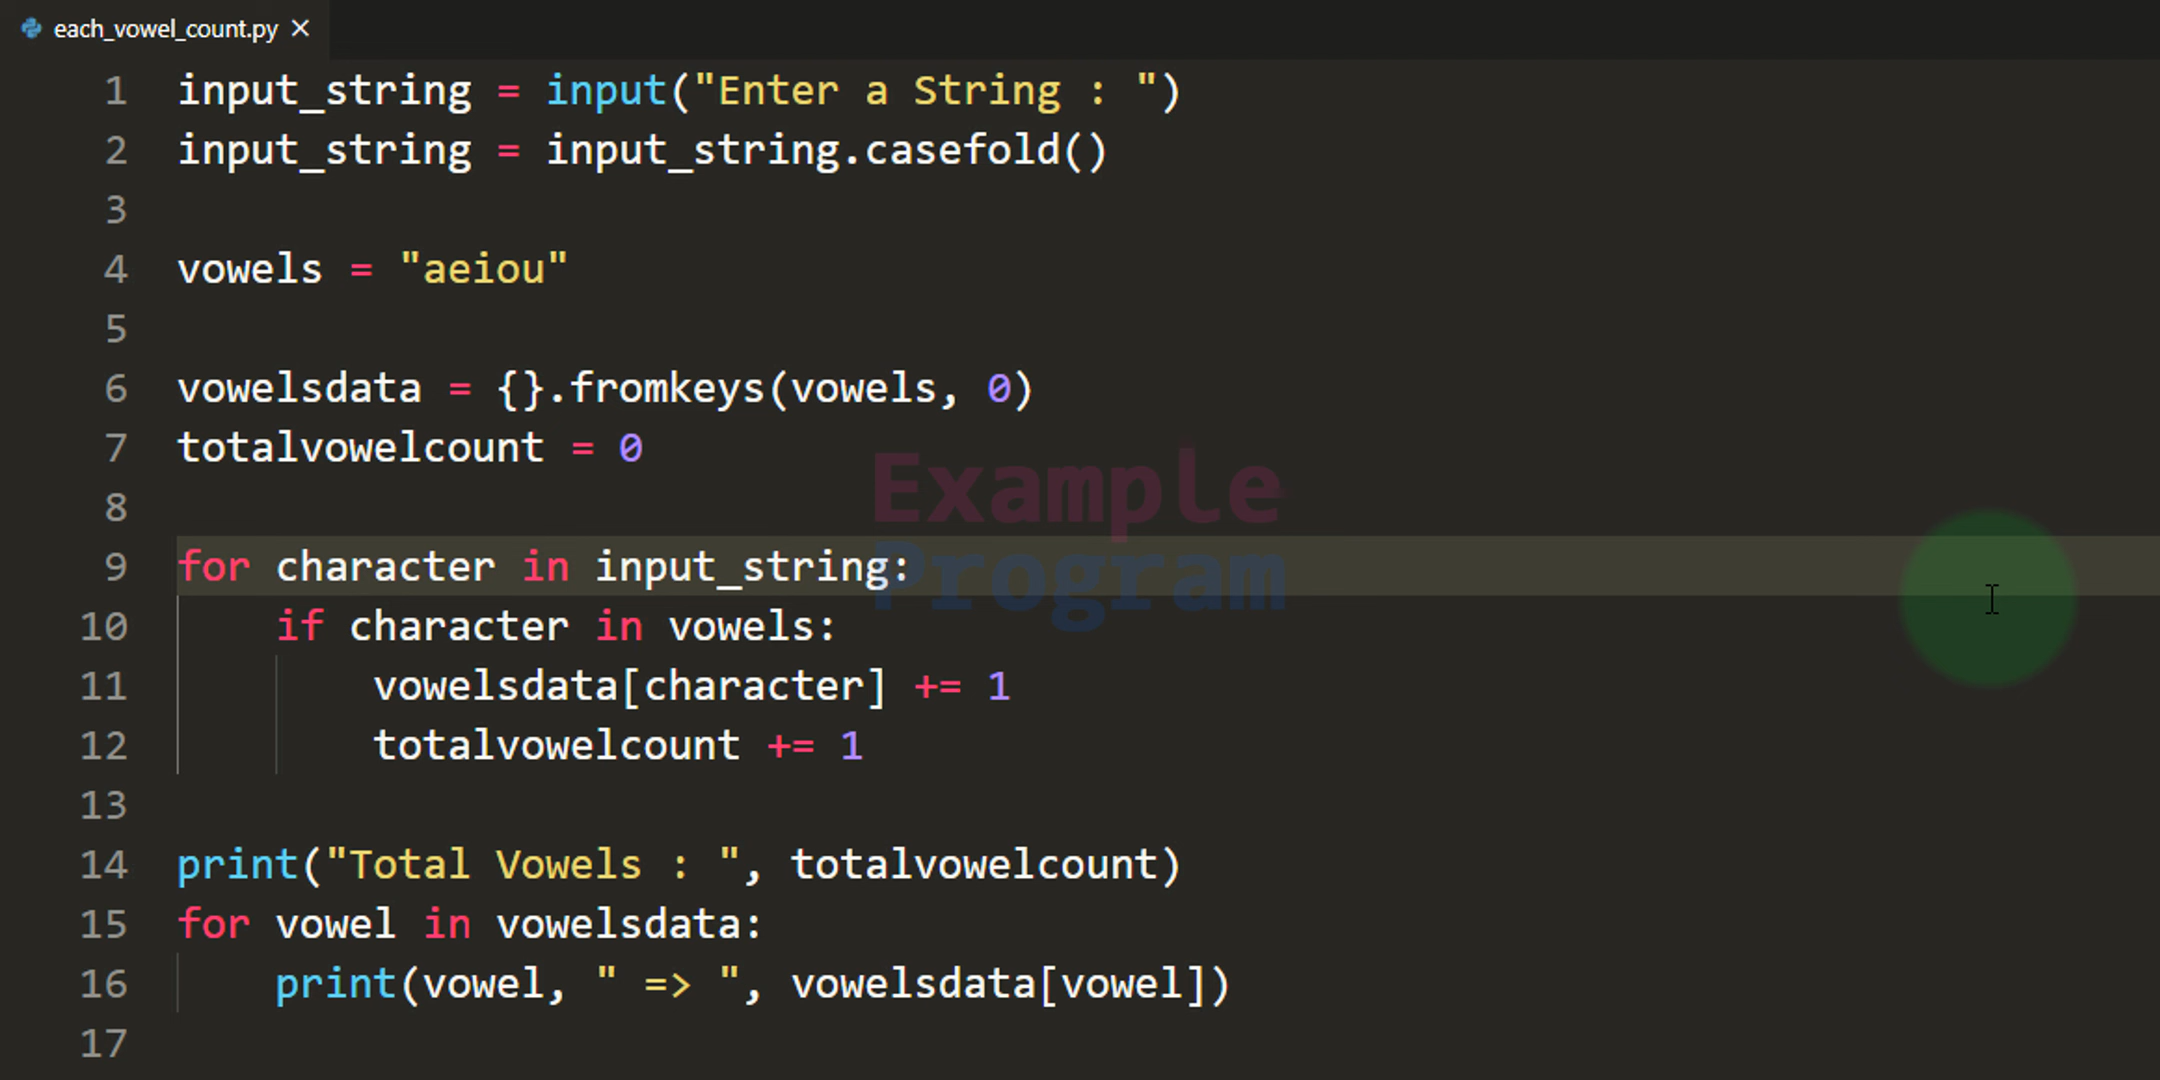 each_vowel_count.py ×
1 input_string = input("Enter a String : ")
2 input_string = input_string.casefold()
3
4 vowels = "aeiou"
5
6 vowelsdata = {}.fromkeys(vowels, 0)
7 totalvowelcount = 0
8
9 for character in input_string:
10     if character in vowels:
11         vowelsdata[character] += 1
12         totalvowelcount += 1
13
14 print("Total Vowels : ", totalvowelcount)
15 for vowel in vowelsdata:
16     print(vowel, " => ", vowelsdata[vowel])
17
Example
Program